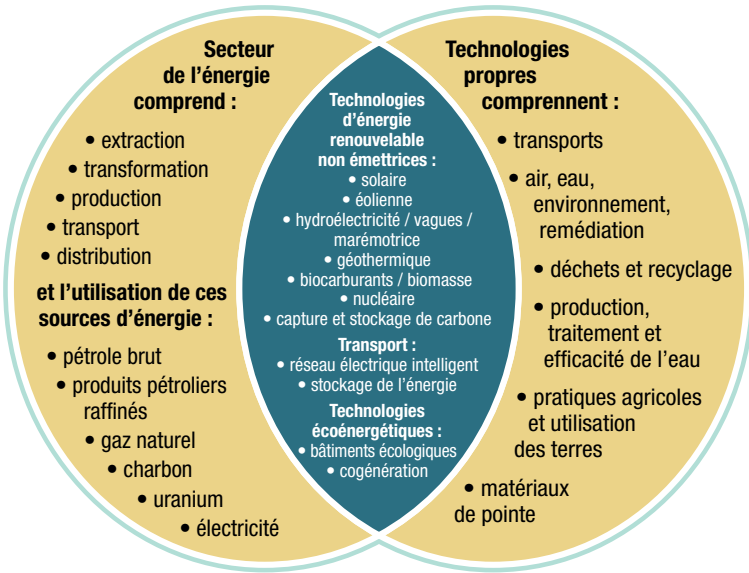 Secteur
de l'énergie
comprend :
• extraction
• transformation
• production
• transport
• distribution
et l'utilisation de ces
sources d'énergie :
• pétrole brut
• produits pétroliers
raffinés
• gaz naturel
• charbon
• uranium
• électricité
Technologies
d'énergie
renouvelable
non émettrices :
• solaire
• éolienne
• hydroélectricité / vagues /
marémotrice
• géothermique
• biocarburants / biomasse
• nucléaire
• capture et stockage de carbone
Transport :
• réseau électrique intelligent
• stockage de l'énergie
Technologies
écoénergétiques :
• bâtiments écologiques
• cogénération
Technologies
propres
comprennent :
• transports
• air, eau,
environnement,
remédiation
• déchets et recyclage
• production,
traitement et
efficacité de l'eau
• pratiques agricoles
et utilisation
des terres
• matériaux
de pointe